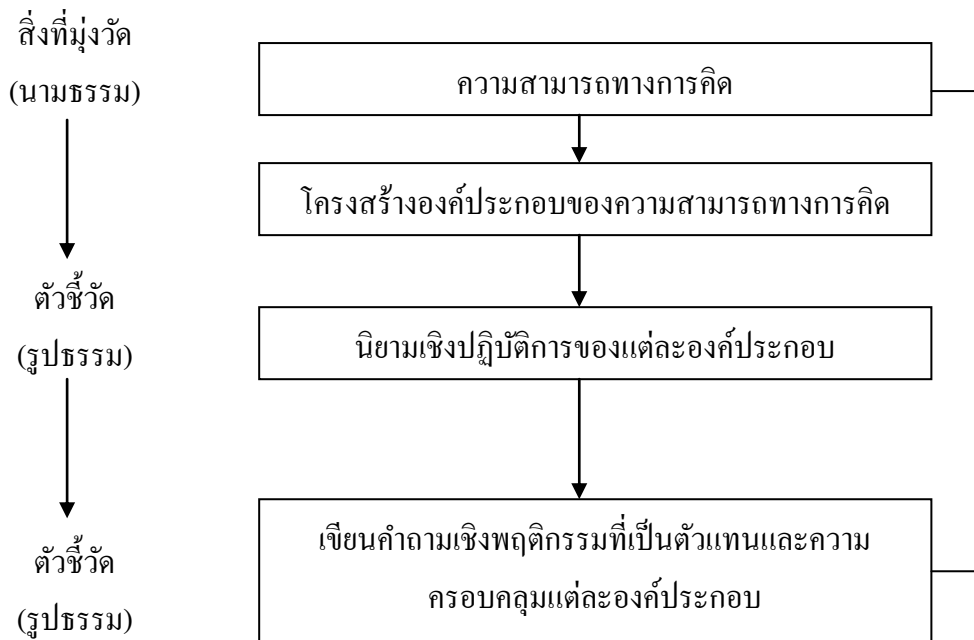 สิ่งที่มุ่งวัด
(นามธรรม)
ความสามารถทางการคิด
โครงสร้างองค์ประกอบของความสามารถทางการคิด
ตัวชี้วัด
(รูปธรรม)
นิยามเชิงปฏิบัติการของแต่ละองค์ประกอบ
เขียนคำถามเชิงพฤติกรรมที่เป็นตัวแทนและความ
ครอบคลุมแต่ละองค์ประกอบ
ตัวชี้วัด
(รูปธรรม)